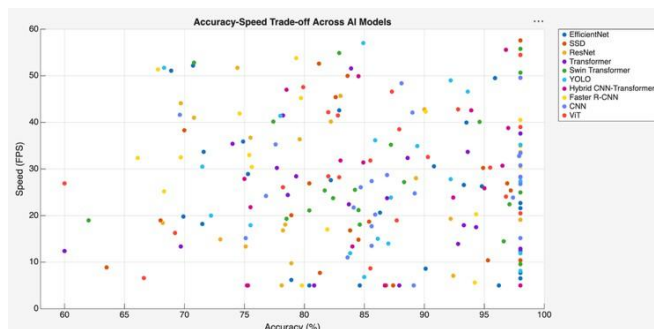 Accuracy-Speed Trade-off Across AI Models
...
EfficientNet
SSD
ResNet
Transformer
Swin Transformer
YOLO
Hybrid CNN-Transformer
Faster R-CNN
CNN
ViT
Speed (FPS)
60
50
40
30
20
10
0
60
65
70
75
80
85
90
95
100
Accuracy (%)